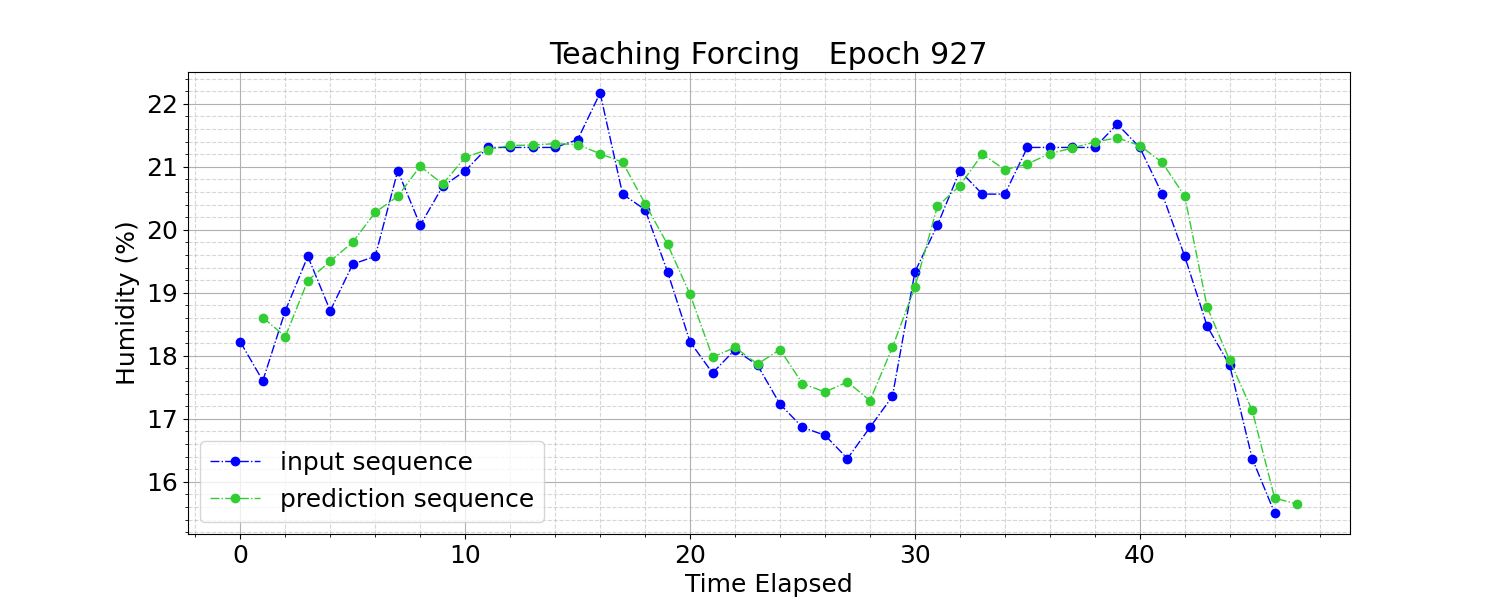 Teaching Forcing   Epoch 927
Humidity (%)
22
21
20
19
18
17
16
input sequence
prediction sequence
0 10 20 30 40
Time Elapsed